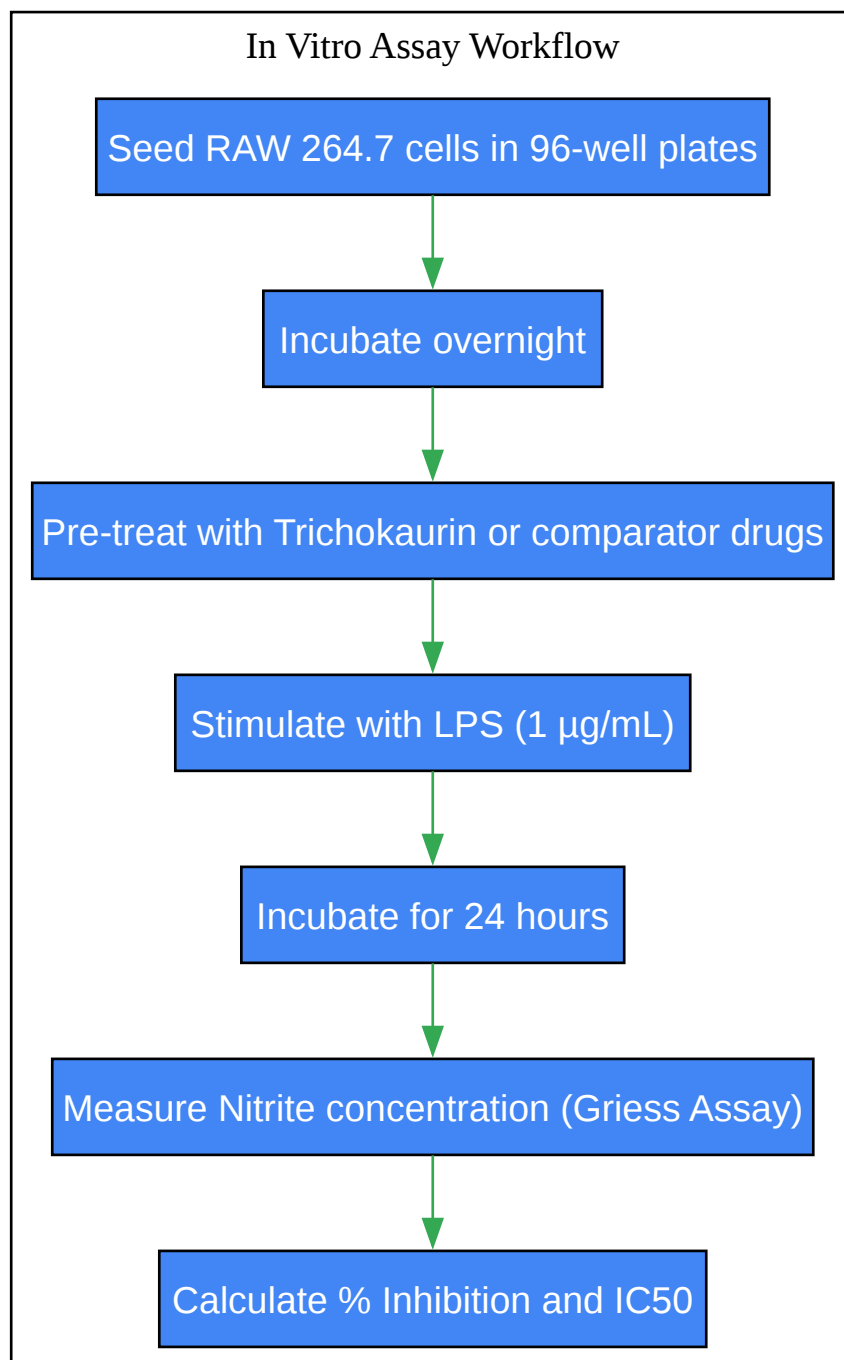 In Vitro Assay Workflow
Seed RAW 264.7 cells in 96-well plates
Incubate overnight
Pre-treat with Trichokaurin or comparator drugs
Stimulate with LPS (1 µg/mL)
Incubate for 24 hours
Measure Nitrite concentration (Griess Assay)
Calculate % Inhibition and IC50